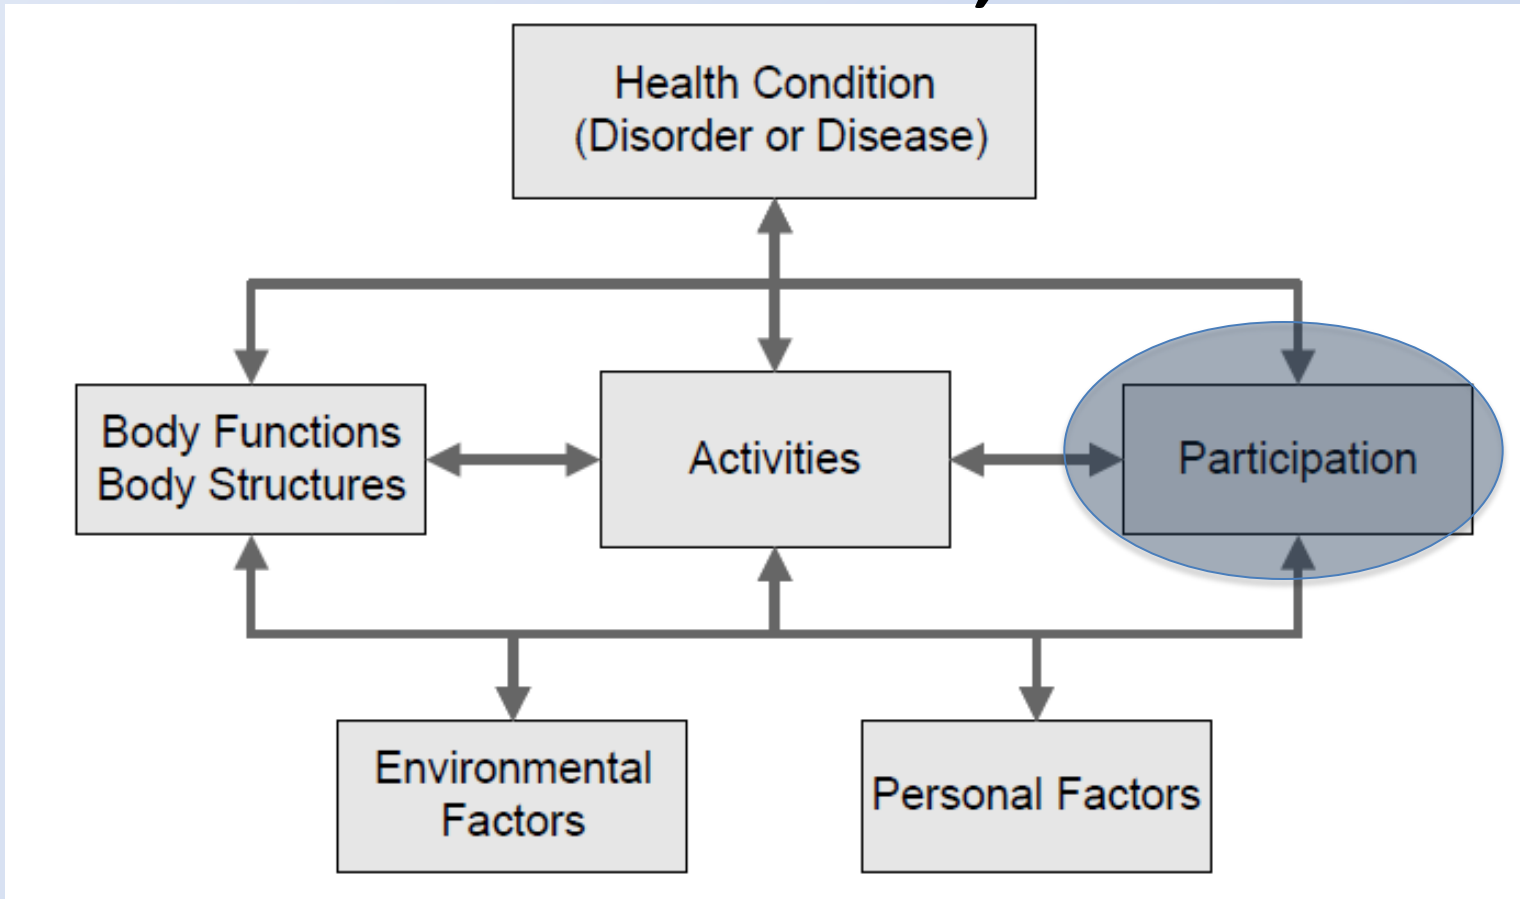 Health Condition
(Disorder or Disease)
Body Functions
Body Structures
Activities
Participation
Environmental
Factors
Personal Factors